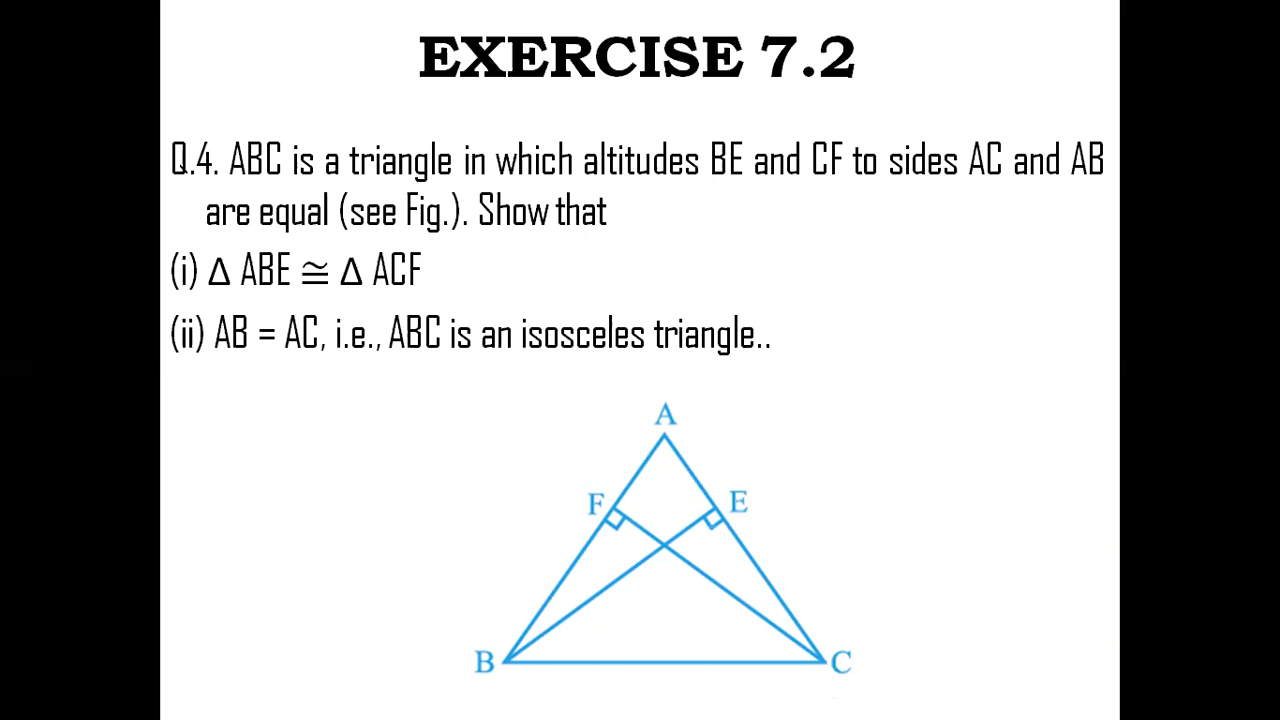 EXERCISE 7.2
Q.4. ABC is a triangle in which altitudes BE and CF to sides AC and AB
are equal (see Fig.). Show that
(i) Δ ABE ≅ Δ ACF
(ii) AB = AC, i.e., ABC is an isosceles triangle..
A
F E
B C